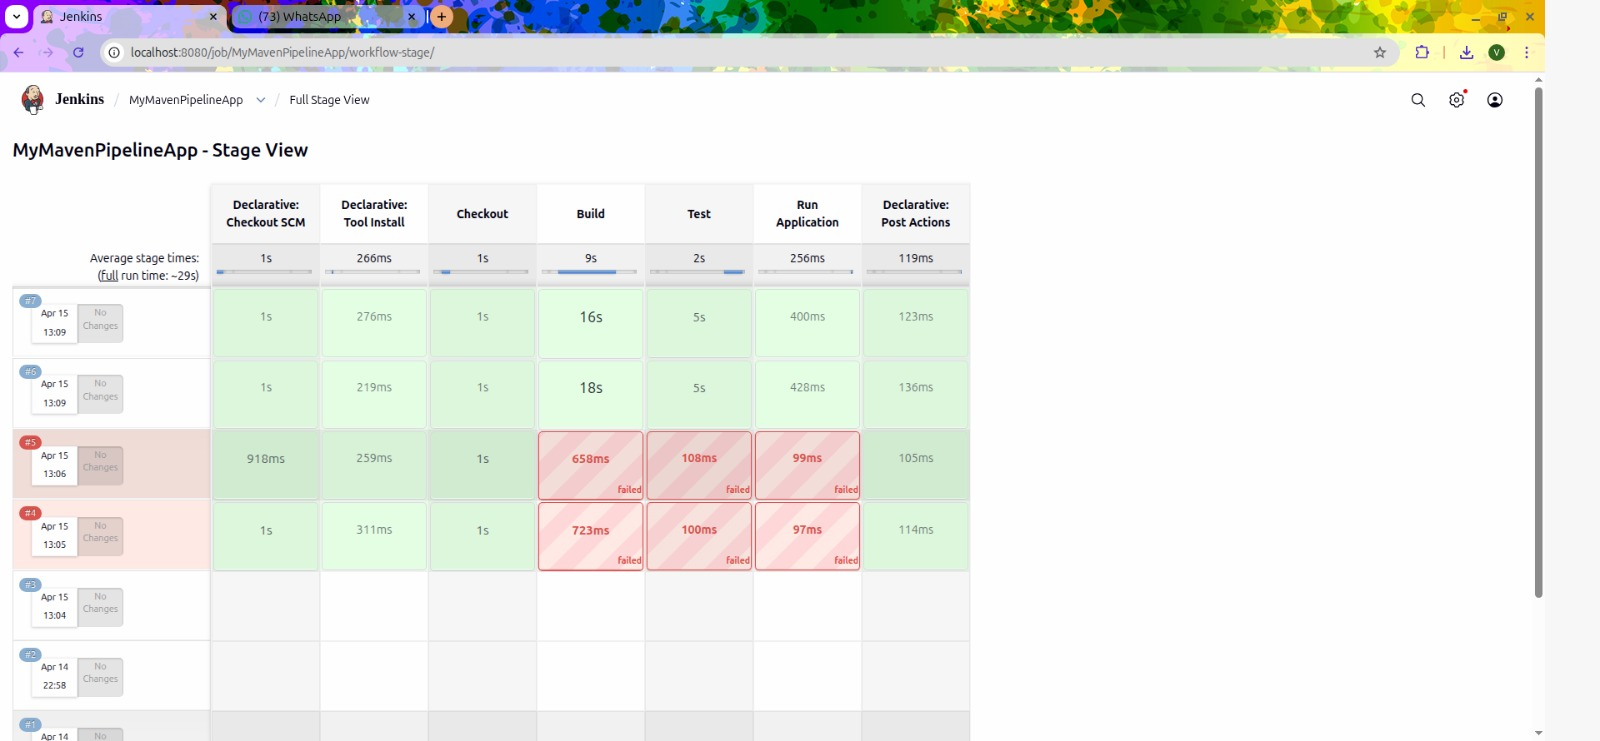 Jenkins
(73) WhatsApp
localhost:8080/job/MyMavenPipelineApp/workflow-stage/
V
Jenkins / MyMavenPipelineApp / Full Stage View
MyMavenPipelineApp - Stage View
Declarative: Checkout SCM
Declarative: Tool Install
Checkout
Build
Test
Run Application
Declarative: Post Actions
Average stage times:
(full run time: ~29s)
1s 266ms 1s 9s 2s 256ms 119ms
#7
Apr 15
13:09
No Changes
1s 276ms 1s 16s 5s 400ms 123ms
#6
Apr 15
13:09
No Changes
1s 219ms 1s 18s 5s 428ms 136ms
#5
Apr 15
13:06
No Changes
918ms 259ms 1s 658ms 108ms 99ms 105ms
failed failed failed
#4
Apr 15
13:05
No Changes
1s 311ms 1s 723ms 100ms 97ms 114ms
failed failed failed
#3
Apr 15
13:04
No Changes
#2
Apr 14
22:58
No Changes
#1
Apr 14
No